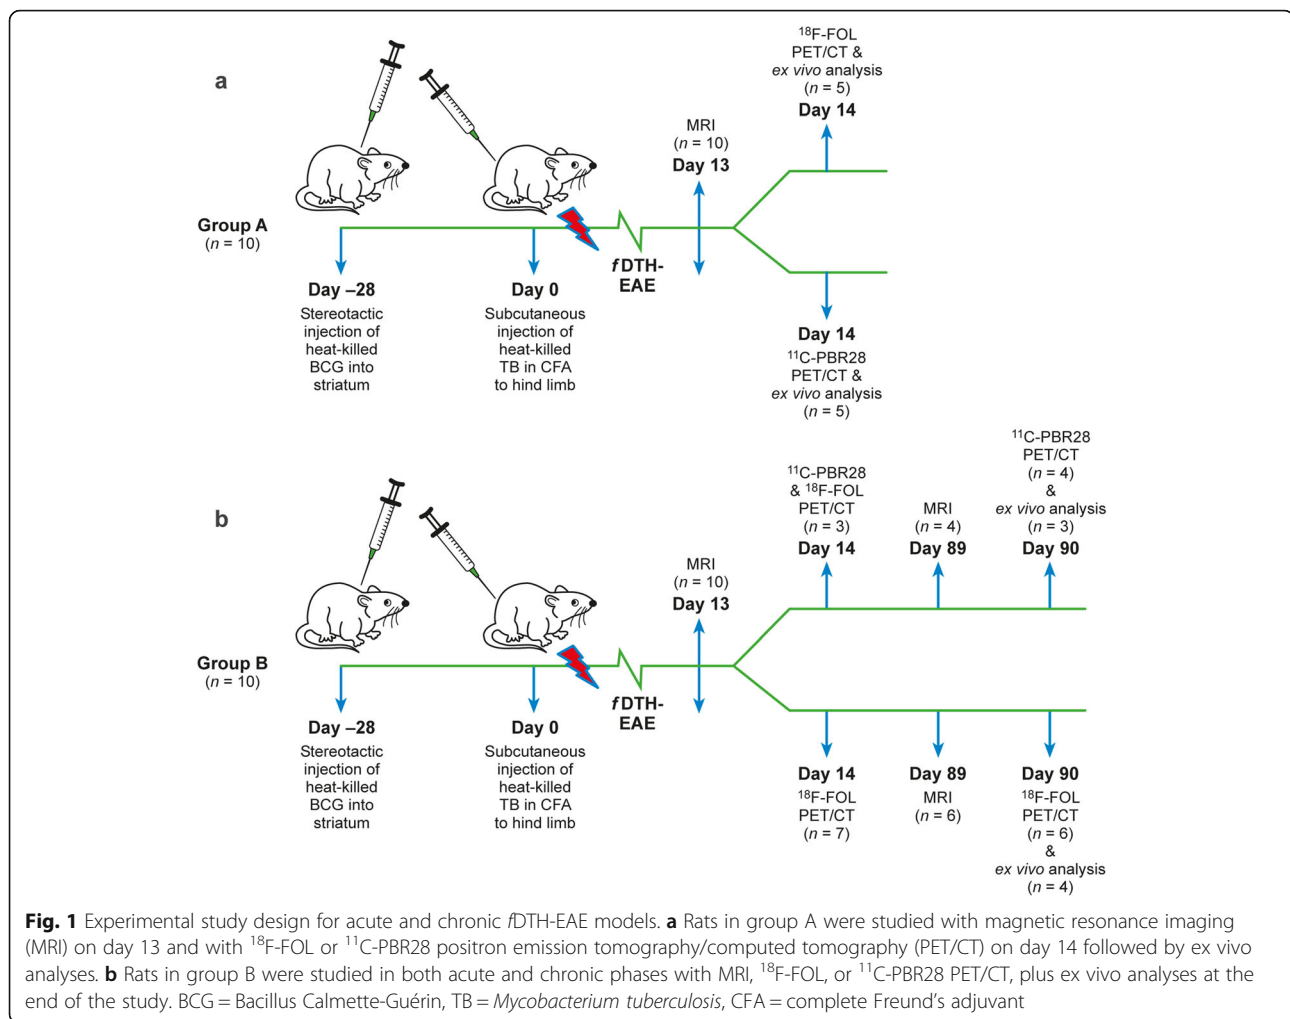 a
Group A
(n = 10)
Day –28
Stereotactic
injection of
heat-killed
BCG into
striatum
Day 0
Subcutaneous
injection of
heat-killed
TB in CFA
to hind limb
fDTH-
EAE
MRI
(n = 10)
Day 13
¹⁸F-FOL
PET/CT &
ex vivo analysis
(n = 5)
Day 14
Day 14
¹¹C-PBR28
PET/CT &
ex vivo analysis
(n = 5)
b
Group B
(n = 10)
Day –28
Stereotactic
injection of
heat-killed
BCG into
striatum
Day 0
Subcutaneous
injection of
heat-killed
TB in CFA
to hind limb
fDTH-
EAE
MRI
(n = 10)
Day 13
¹¹C-PBR28
& ¹⁸F-FOL
PET/CT
(n = 3)
Day 14
MRI
(n = 4)
Day 89
¹¹C-PBR28
PET/CT
(n = 4)
&
ex vivo analysis
(n = 3)
Day 90
Day 14
¹⁸F-FOL
PET/CT
(n = 7)
Day 89
MRI
(n = 6)
Day 90
¹⁸F-FOL
PET/CT
(n = 6)
&
ex vivo analysis
(n = 4)
Fig. 1 Experimental study design for acute and chronic fDTH-EAE models. a Rats in group A were studied with magnetic resonance imaging
(MRI) on day 13 and with ¹⁸F-FOL or ¹¹C-PBR28 positron emission tomography/computed tomography (PET/CT) on day 14 followed by ex vivo
analyses. b Rats in group B were studied in both acute and chronic phases with MRI, ¹⁸F-FOL, or ¹¹C-PBR28 PET/CT, plus ex vivo analyses at the
end of the study. BCG = Bacillus Calmette-Guérin, TB = Mycobacterium tuberculosis, CFA = complete Freund's adjuvant